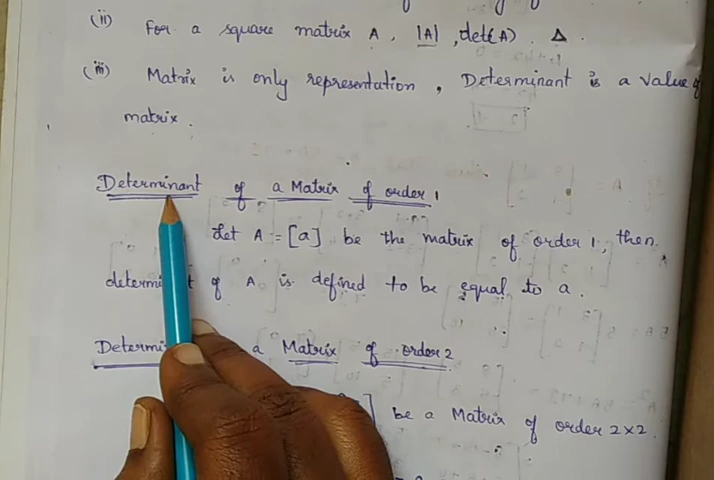 (ii) For a square matrix A, |A|, det(A). Δ.
(iii) Matrix is only representation, Determinant is a value of
matrix.
Determinant of a Matrix of order 1
Let A = [a] be the matrix of order 1, then
determi t of A is defined to be equal to a.
Determi a Matrix of order 2
] be a Matrix of order 2×2.